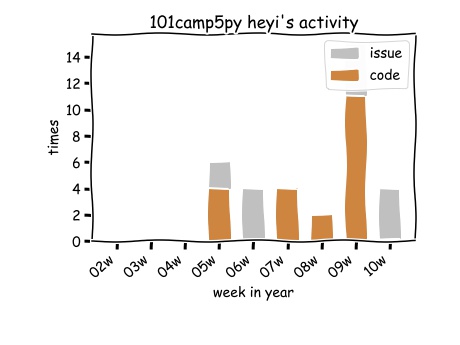 101camp5py heyi's activity
issue
code
14
12
10
8
6
4
2
0
times
02w 03w 04w 05w 06w 07w 08w 09w 10w
week in year